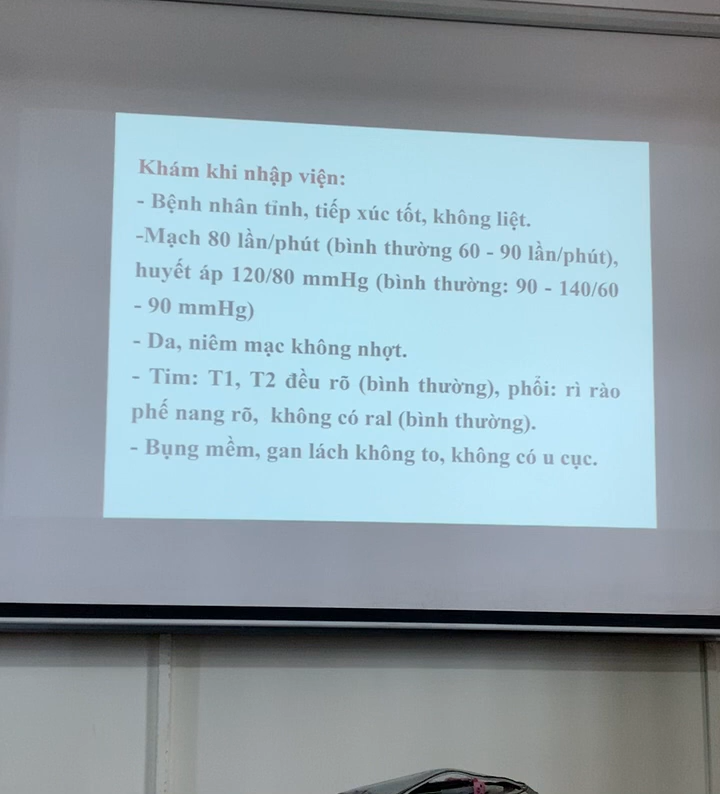 Khám khi nhập viện:
- Bệnh nhân tỉnh, tiếp xúc tốt, không liệt.
-Mạch 80 lần/phút (bình thường 60 - 90 lần/phút),
huyết áp 120/80 mmHg (bình thường: 90 - 140/60
- 90 mmHg)
- Da, niêm mạc không nhợt.
- Tim: T1, T2 đều rõ (bình thường), phổi: rì rào
phế nang rõ, không có ral (bình thường).
- Bụng mềm, gan lách không to, không có u cục.